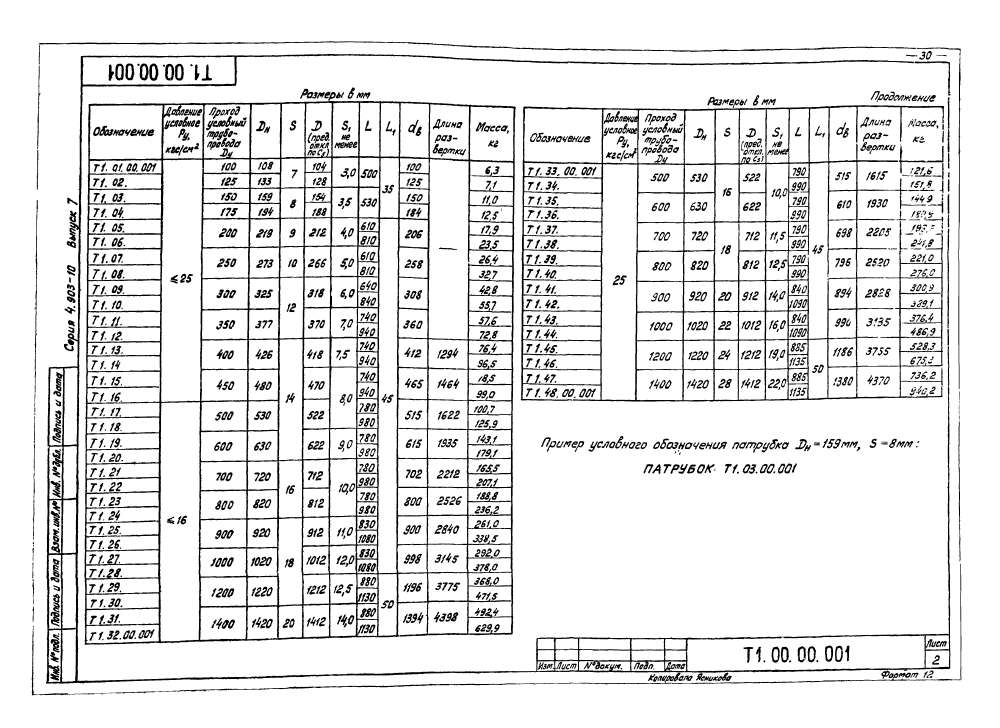 30
Т1.00.00.001
Размеры в мм
Обозначение | Давление условное Ру, кгс/см² | Проход условный трубопровода Dу | Dн | S | D (пред. откл. по С5) | S1 не менее | L | L1 | dв | Длина развертки | Масса, кг
Т1.01.00.001 | ≤25 | 100 | 108 | 7 | 104 | 3,0 | 500 | 35 | 100 | — | 6,3
Т1.02. 125 133 128 125 7,1
Т1.03. 150 159 8 154 3,5 530 150 11,0
Т1.04. 175 194 188 184 12,5
Т1.05. 200 219 9 212 4,0 610 45 206 17,9
Т1.06. 810 23,5
Т1.07. 250 273 10 266 5,0 610 258 26,4
Т1.08. 810 32,7
Т1.09. 300 325 12 318 6,0 640 308 42,8
Т1.10. 840 55,7
Т1.11. 350 377 370 7,0 740 360 57,6
Т1.12. 940 72,8
Т1.13. 400 426 14 418 7,5 740 412 1294 76,4
Т1.14 940 96,5
Т1.15. 450 480 470 8,0 740 465 1464 18,5
Т1.16. 940 99,0
Т1.17. ≤16 500 530 522 780 515 1622 100,7
Т1.18. 980 125,9
Т1.19. 600 630 622 9,0 780 615 1935 143,1
Т1.20. 980 179,1
Т1.21 700 720 16 712 10,0 780 702 2212 165,5
Т1.22 980 207,1
Т1.23 800 820 812 780 800 2526 188,8
Т1.24 980 236,2
Т1.25. 900 920 912 11,0 830 900 2840 261,0
Т1.26. 1080 338,5
Т1.27. 1000 1020 18 1012 12,0 830 998 3145 292,0
Т1.28. 1080 378,0
Т1.29. 1200 1220 1212 12,5 880 50 1196 3775 368,0
Т1.30. 1130 471,5
Т1.31. 1400 1420 20 1412 14,0 880 1394 4398 492,4
Т1.32.00.001 1130 629,9
Продолжение
Размеры в мм
Обозначение | Давление условное Ру, кгс/см² | Проход условный трубопровода Dу | Dн | S | D (пред. откл. по С5) | S1 не менее | L | L1 | dв | Длина развертки | Масса, кг
Т1.33.00.001 25 500 530 16 522 10,0 790 45 515 1615 121,6
Т1.34. 990 151,8
Т1.35. 600 630 622 790 610 1930 144,9
Т1.36. 990
Т1.37. 700 720 18 712 11,5 790 698 2205
Т1.38. 990 241,8
Т1.39. 800 820 812 12,5 790 796 2520 221,0
Т1.40. 990 276,0
Т1.41. 900 920 20 912 14,0 840 894 2828 300,9
Т1.42. 1090 389,1
Т1.43. 1000 1020 22 1012 16,0 840 990 3135 376,4
Т1.44. 1090 486,9
Т1.45. 1200 1220 24 1212 19,0 885 50 1186 3755 528,3
Т1.46. 1135
Т1.47. 1400 1420 28 1412 22,0 885 1380 4370 736,2
Т1.48.00.001 1135 940,2
Пример условного обозначения патрубка Dн=159мм, S=8мм:
ПАТРУБОК Т1.03.00.001
Серия 4.903-10 Выпуск 7
Инв. № подл. Подпись и дата Взам. инв. № Инв. № дубл. Подпись и дата
Изм. Лист № докум. Подп. Дата
Т1.00.00.001
Лист
2
Копировала Ясникова
Формат 12